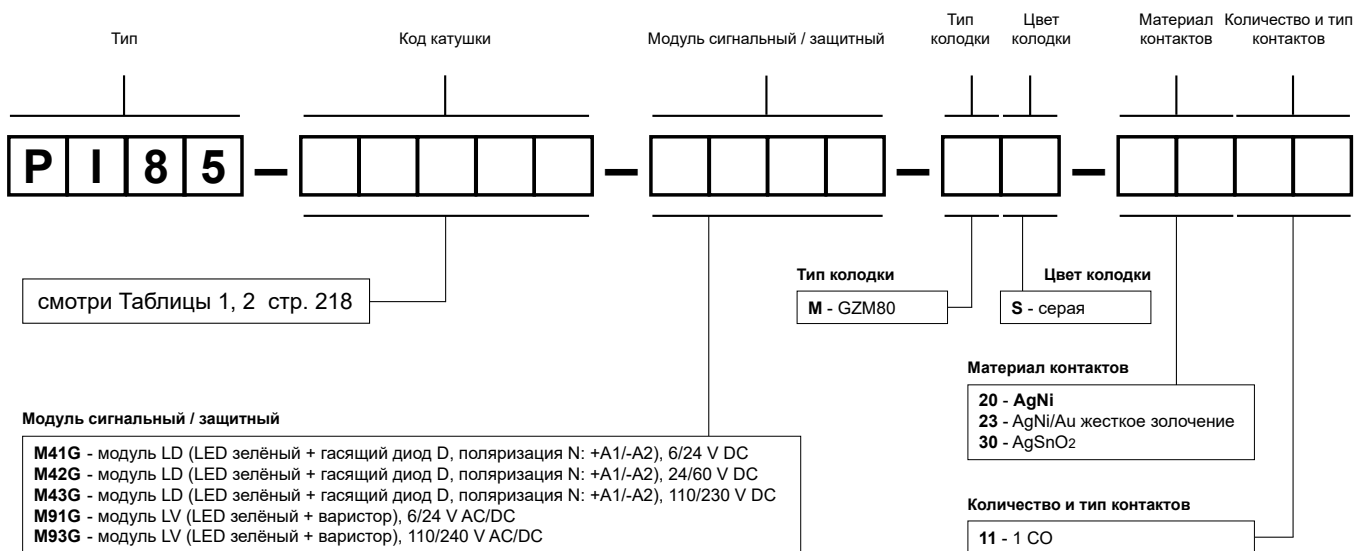 Тип
Код катушки
Модуль сигнальный / защитный
Тип
колодки
Цвет
колодки
Материал
контактов
Количество и тип
контактов
P I 8 5 – – – –
смотри Таблицы 1, 2 стр. 218
Тип колодки
M - GZM80
Цвет колодки
S - серая
Материал контактов
20 - AgNi
23 - AgNi/Au жесткое золочение
30 - AgSnO2
Модуль сигнальный / защитный
M41G - модуль LD (LED зелёный + гасящий диод D, поляризация N: +A1/-A2), 6/24 V DC
M42G - модуль LD (LED зелёный + гасящий диод D, поляризация N: +A1/-A2), 24/60 V DC
M43G - модуль LD (LED зелёный + гасящий диод D, поляризация N: +A1/-A2), 110/230 V DC
M91G - модуль LV (LED зелёный + варистор), 6/24 V AC/DC
M93G - модуль LV (LED зелёный + варистор), 110/240 V AC/DC
Количество и тип контактов
11 - 1 CO